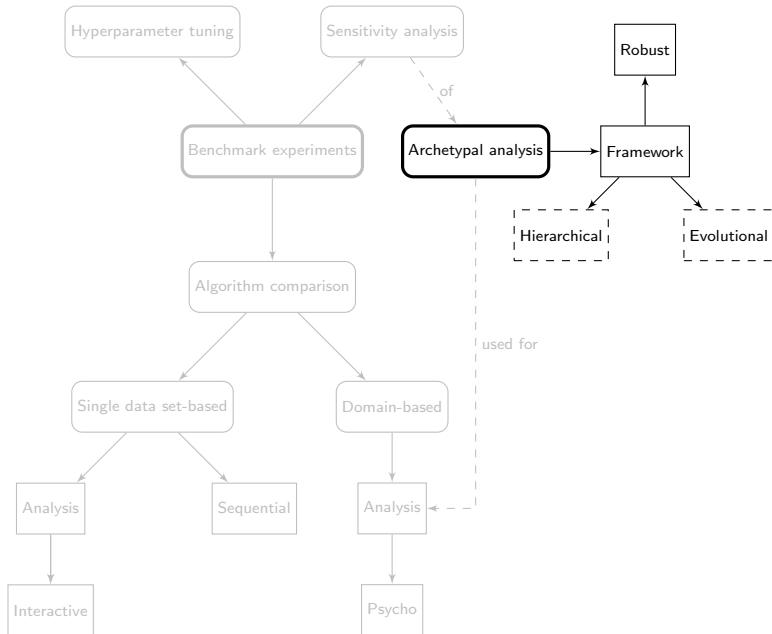 Hyperparameter tuning
Sensitivity analysis
Robust
of
Benchmark experiments
Archetypal analysis
Framework
Hierarchical
Evolutional
Algorithm comparison
used for
Single data set-based
Domain-based
Analysis
Sequential
Analysis
Interactive
Psycho